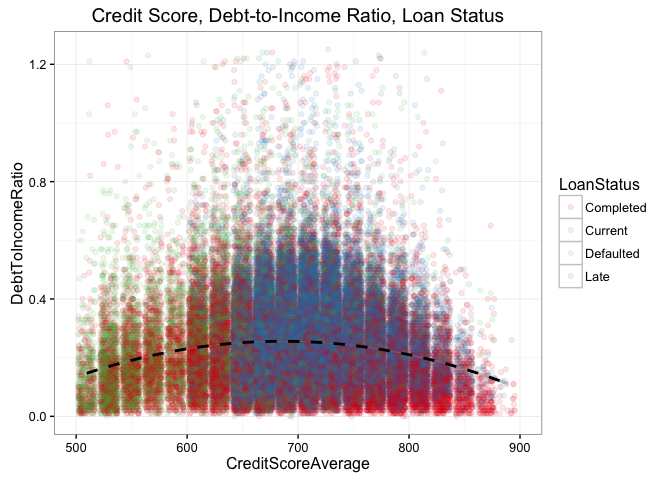 Credit Score, Debt-to-Income Ratio, Loan Status
1.2
0.8
0.4
0.0
DebtToIncomeRatio
500 600 700 800 900
CreditScoreAverage
LoanStatus
Completed
Current
Defaulted
Late